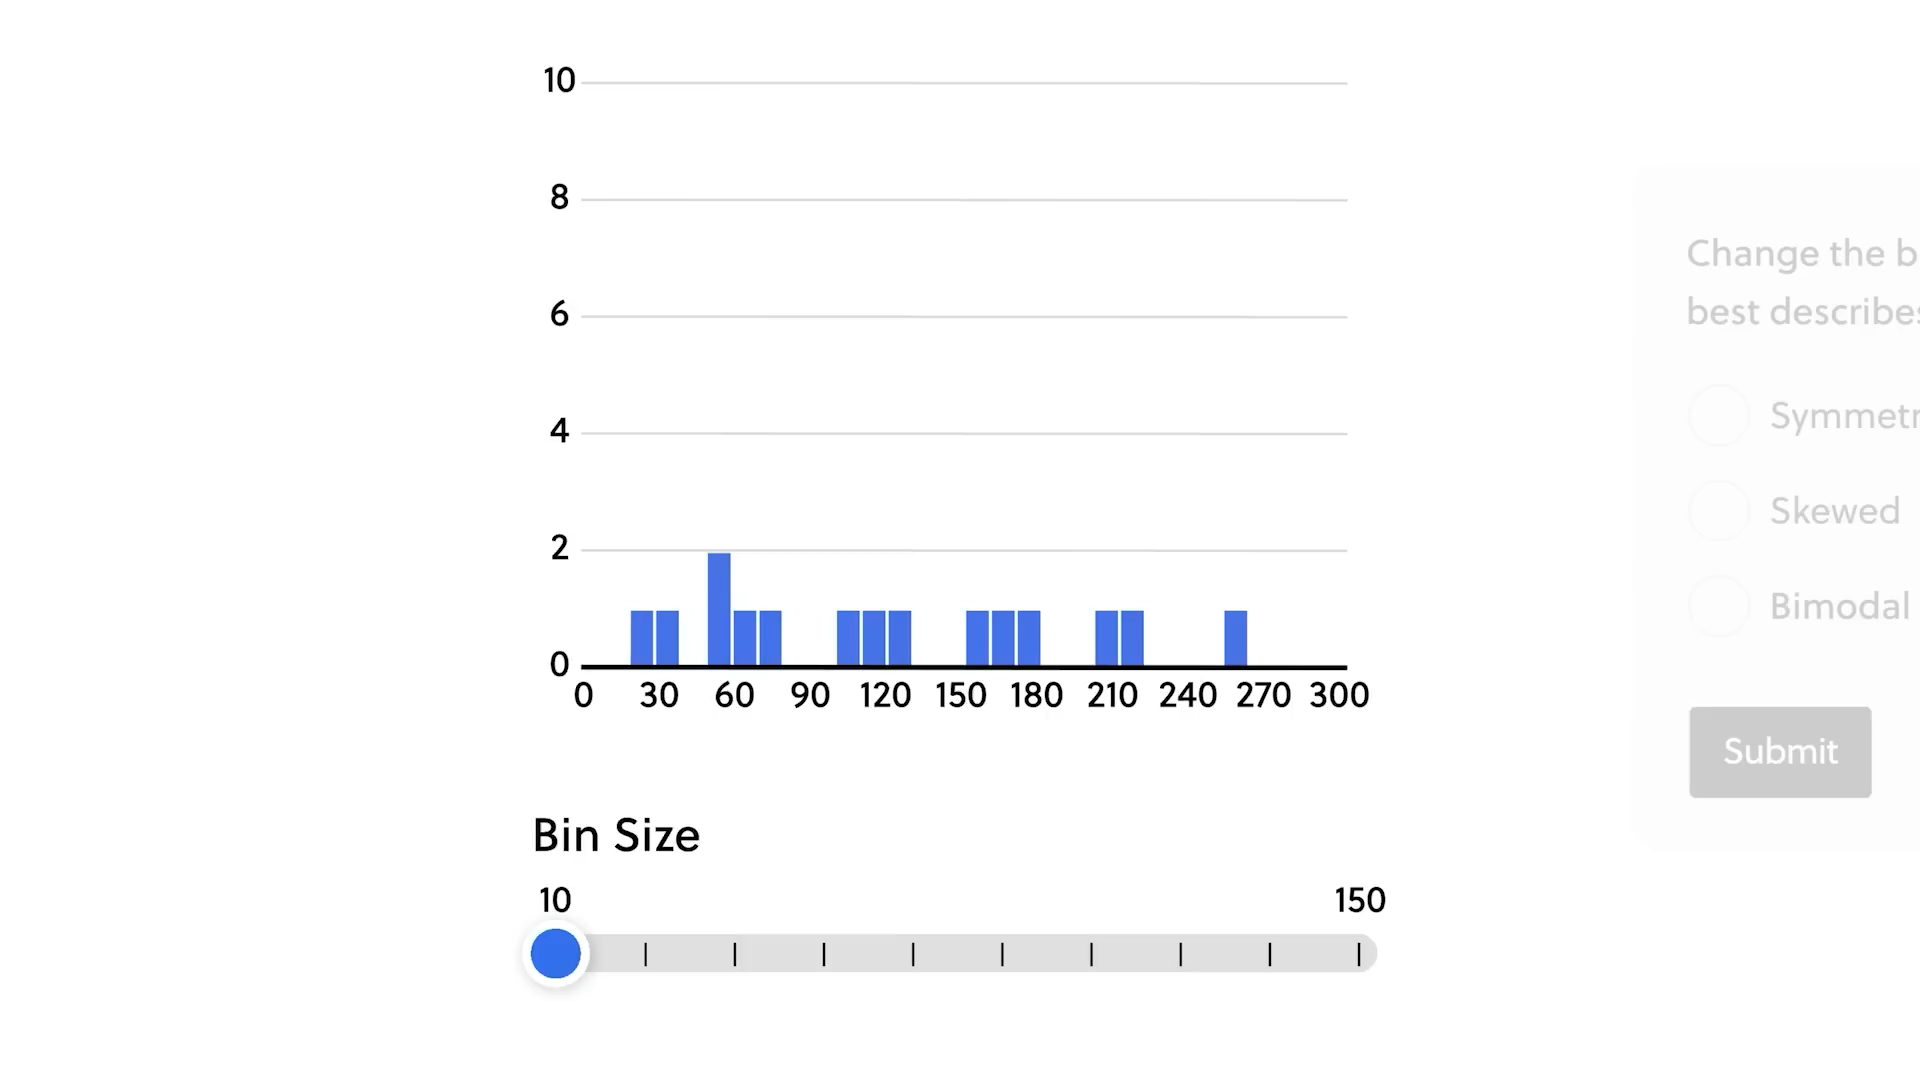 10
8
6
4
2
0
0 30 60 90 120 150 180 210 240 270 300
Bin Size
10 150
Change the b
best describes
Symmetr
Skewed
Bimodal
Submit